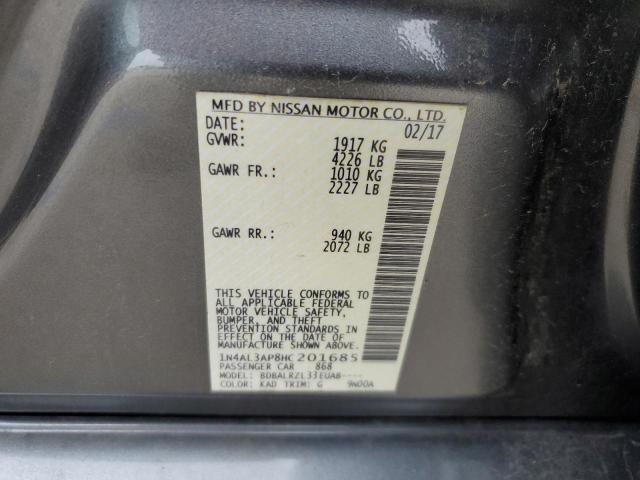 MFD BY NISSAN MOTOR CO., LTD.
DATE: 02/17
GVWR: 1917 KG
4226 LB
GAWR FR.: 1010 KG
2227 LB
GAWR RR.: 940 KG
2072 LB
THIS VEHICLE CONFORMS TO
ALL APPLICABLE FEDERAL
MOTOR VEHICLE SAFETY,
BUMPER, AND THEFT
PREVENTION STANDARDS IN
EFFECT ON THE DATE OF
MANUFACTURE SHOWN ABOVE.
1N4AL3AP8HC201685
PASSENGER CAR 868
MODEL: BDBALRZL33EUAB----
COLOR: KAD TRIM: G 9N00A